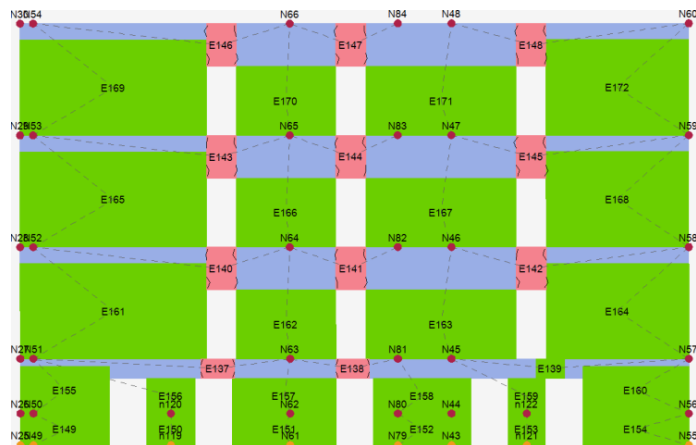 N30 N54 N66 N84 N48 N60
E146 E147 E148
E169 E170 E171 E172
N29 N53 N65 N83 N47 N59
E143 E144 E145
E165 E166 E167 E168
N28 N52 N64 N82 N46 N58
E140 E141 E142
E161 E162 E163 E164
N27 N51 N63 N81 N45 N57
E137 E138 E139
E155 E156 E157 E158 E159 E160
N26 N50 n120 N62 N80 N44 n122 N56
E149 E150 E151 E152 E153 E154
N25 N49 n119 N61 N79 N43 N55